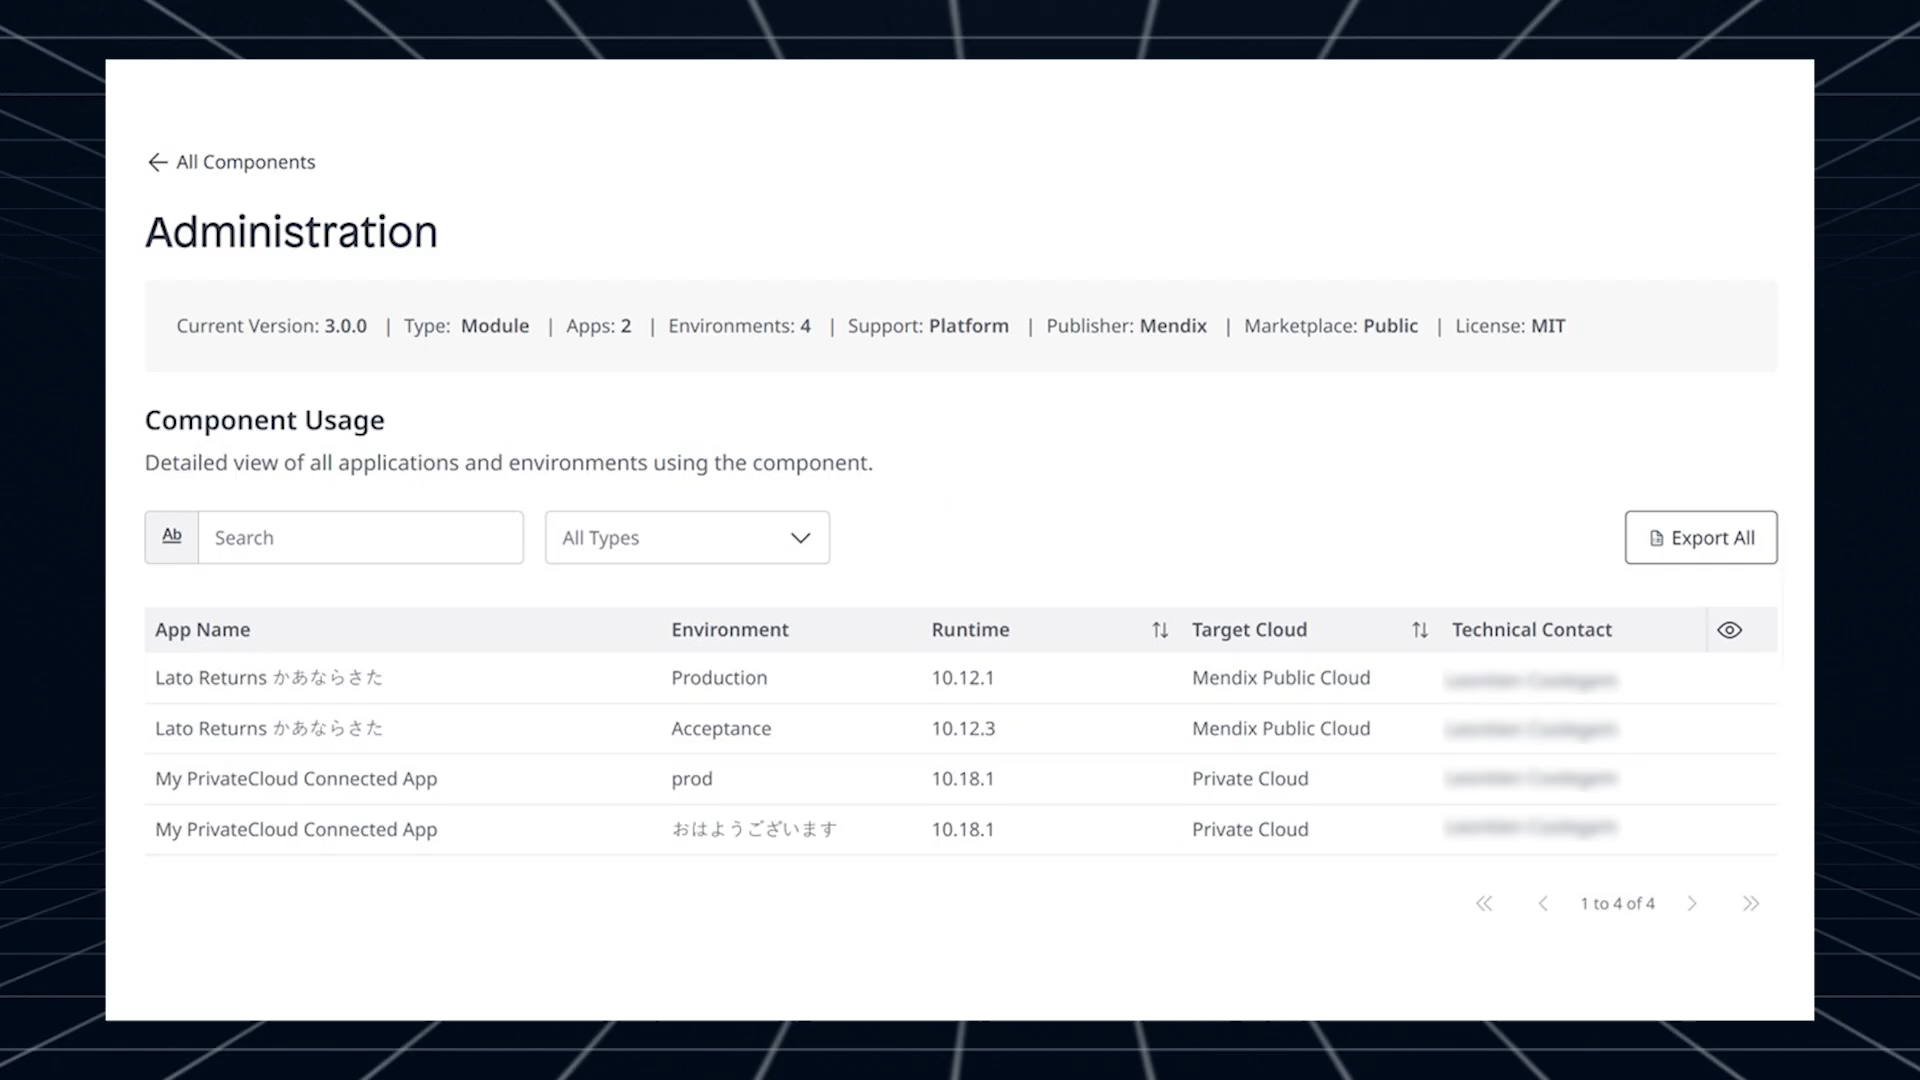 All Components
Administration
Current Version: 3.0.0 | Type: Module | Apps: 2 | Environments: 4 | Support: Platform | Publisher: Mendix | Marketplace: Public | License: MIT
Component Usage
Detailed view of all applications and environments using the component.
Ab Search All Types Export All
App Name Environment Runtime Target Cloud Technical Contact
Lato Returns かあならさた Production 10.12.1 Mendix Public Cloud
Lato Returns かあならさた Acceptance 10.12.3 Mendix Public Cloud
My PrivateCloud Connected App prod 10.18.1 Private Cloud
My PrivateCloud Connected App おはようございます 10.18.1 Private Cloud
1 to 4 of 4